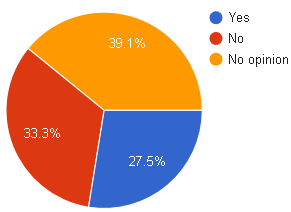 Yes
No
No opinion
39.1%
33.3%
27.5%